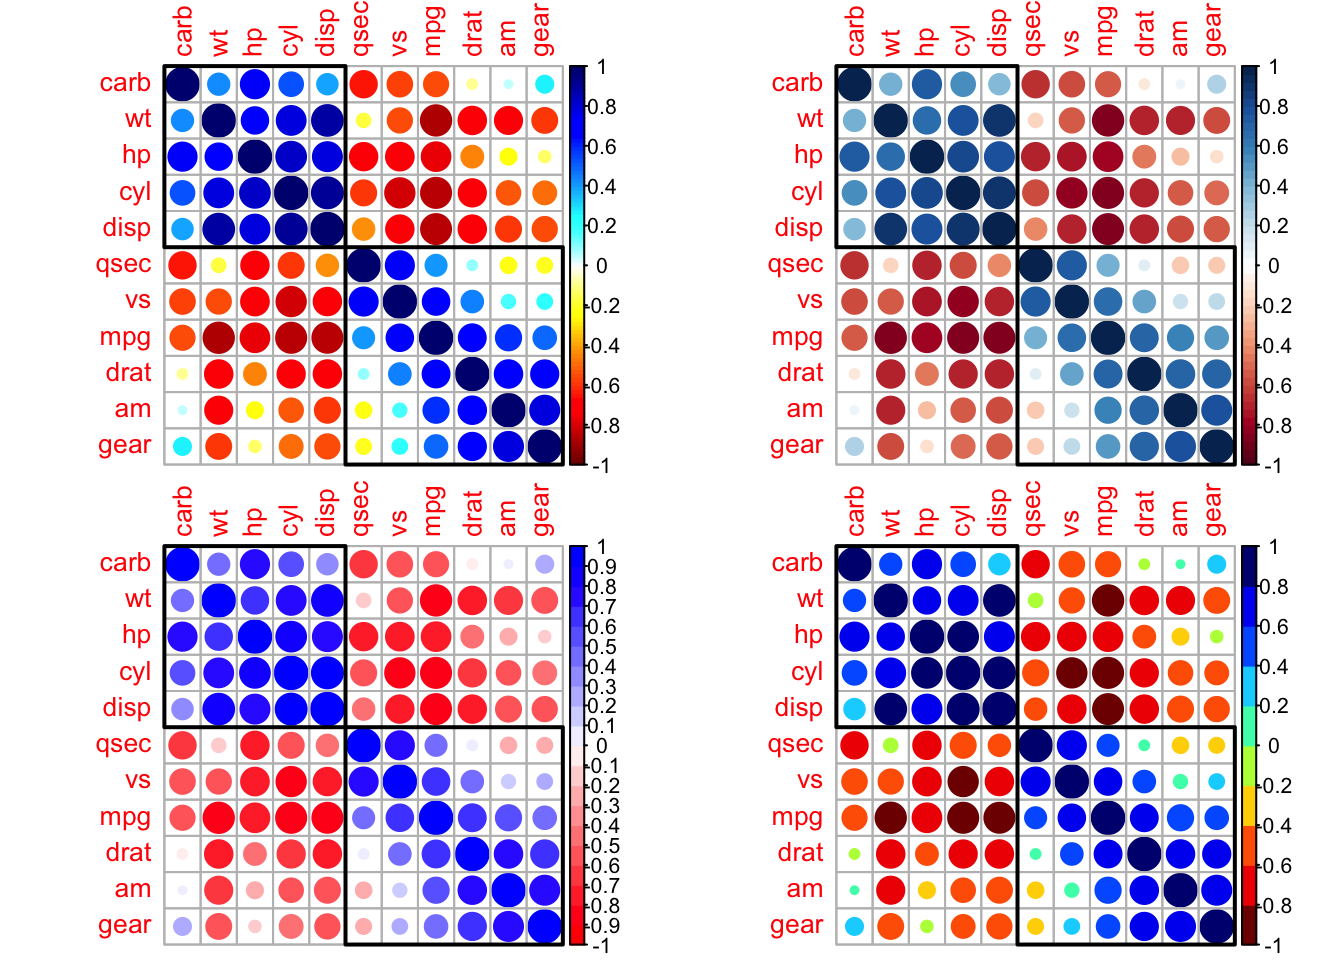 carb wt hp cyl disp qsec vs mpg drat am gear
carb
wt
hp
cyl
disp
qsec
vs
mpg
drat
am
gear
1
0.8
0.6
0.4
0.2
0
-0.2
-0.4
-0.6
-0.8
-1
carb wt hp cyl disp qsec vs mpg drat am gear
carb
wt
hp
cyl
disp
qsec
vs
mpg
drat
am
gear
1
0.8
0.6
0.4
0.2
0
-0.2
-0.4
-0.6
-0.8
-1
carb wt hp cyl disp qsec vs mpg drat am gear
carb
wt
hp
cyl
disp
qsec
vs
mpg
drat
am
gear
1
0.9
0.8
0.7
0.6
0.5
0.4
0.3
0.2
0.1
0
-0.1
-0.2
-0.3
-0.4
-0.5
-0.6
-0.7
-0.8
-0.9
-1
carb wt hp cyl disp qsec vs mpg drat am gear
carb
wt
hp
cyl
disp
qsec
vs
mpg
drat
am
gear
1
0.8
0.6
0.4
0.2
0
-0.2
-0.4
-0.6
-0.8
-1